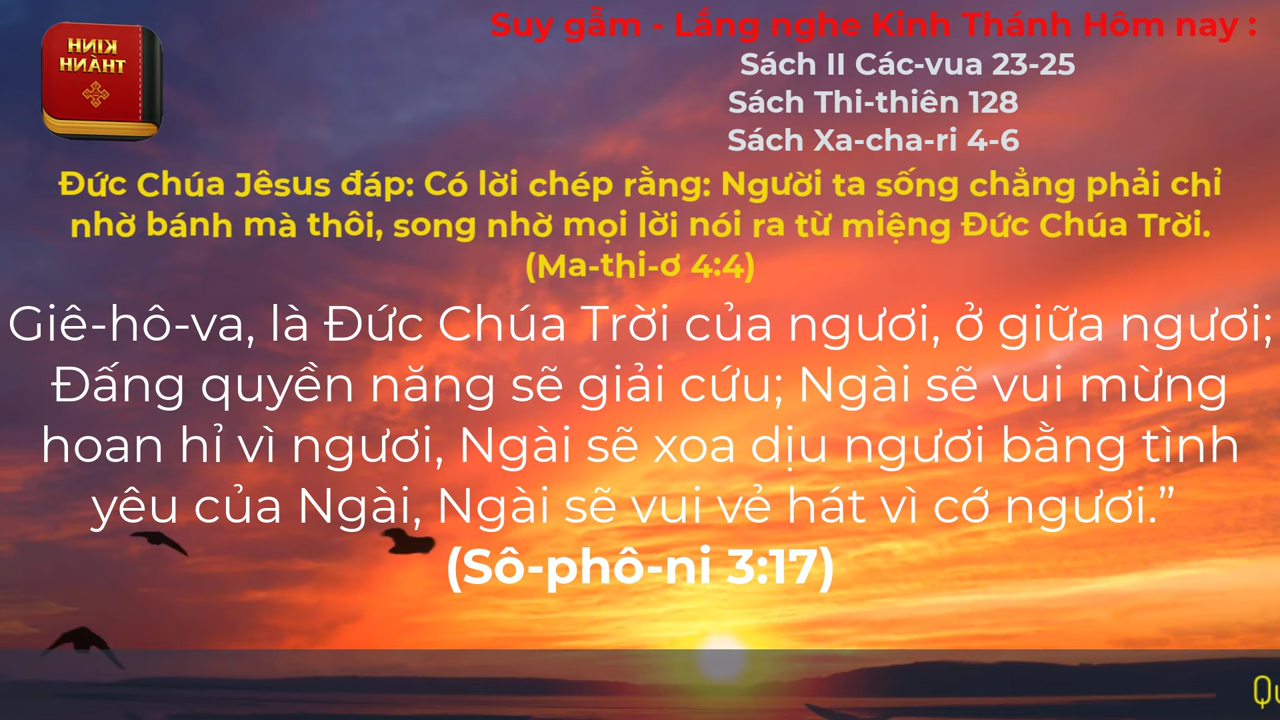 KINH
THÁNH
Suy gẫm - Lắng nghe Kinh Thánh Hôm nay :
Sách II Các-vua 23-25
Sách Thi-thiên 128
Sách Xa-cha-ri 4-6
Đức Chúa Jêsus đáp: Có lời chép rằng: Người ta sống chẳng phải chỉ
nhờ bánh mà thôi, song nhờ mọi lời nói ra từ miệng Đức Chúa Trời.
(Ma-thi-ơ 4:4)
Giê-hô-va, là Đức Chúa Trời của ngươi, ở giữa ngươi;
Đấng quyền năng sẽ giải cứu; Ngài sẽ vui mừng
hoan hỉ vì ngươi, Ngài sẽ xoa dịu ngươi bằng tình
yêu của Ngài, Ngài sẽ vui vẻ hát vì cớ ngươi.”
(Sô-phô-ni 3:17)